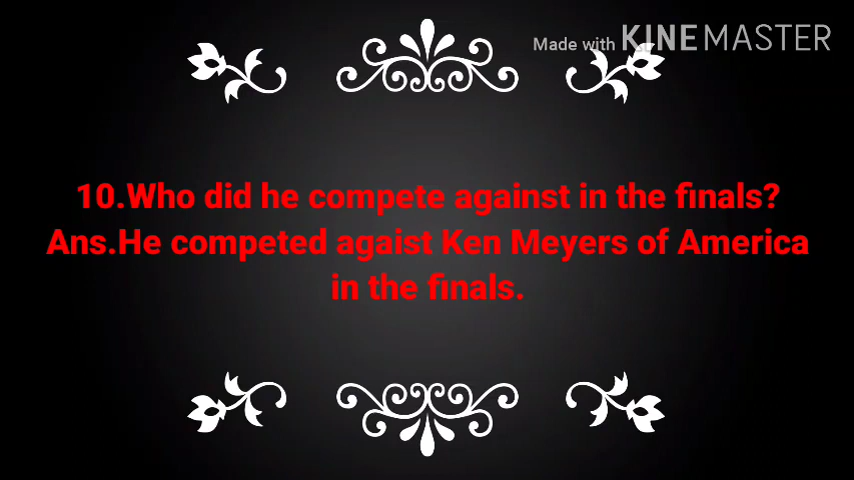 Made with KINEMASTER
10.Who did he compete against in the finals?
Ans.He competed agaist Ken Meyers of America
in the finals.